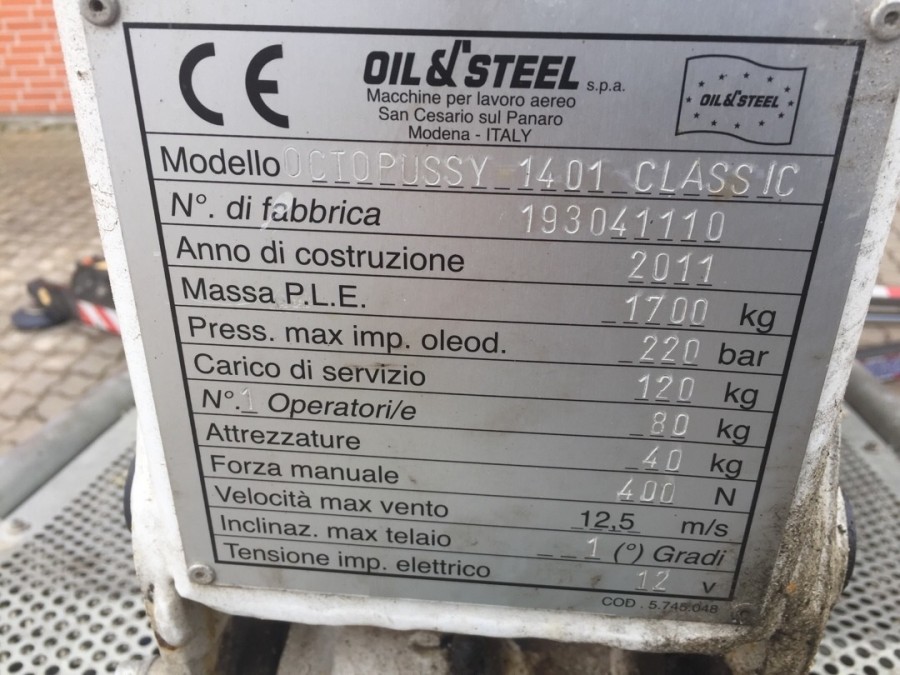 CE
OIL & STEEL s.p.a.
Macchine per lavoro aereo
San Cesario sul Panaro
Modena - ITALY
OIL & STEEL
Modello OCTOPUSSY 1401 CLASSIC
N°. di fabbrica 193041110
Anno di costruzione 2011
Massa P.L.E. 1700 kg
Press. max imp. oleod. 220 bar
Carico di servizio 120 kg
N°. 1 Operatori/e 80 kg
Attrezzature 40 kg
Forza manuale 400 N
Velocità max vento 12,5 m/s
Inclinaz. max telaio 1 (°) Gradi
Tensione imp. elettrico 12 v
COD . 5.745.048